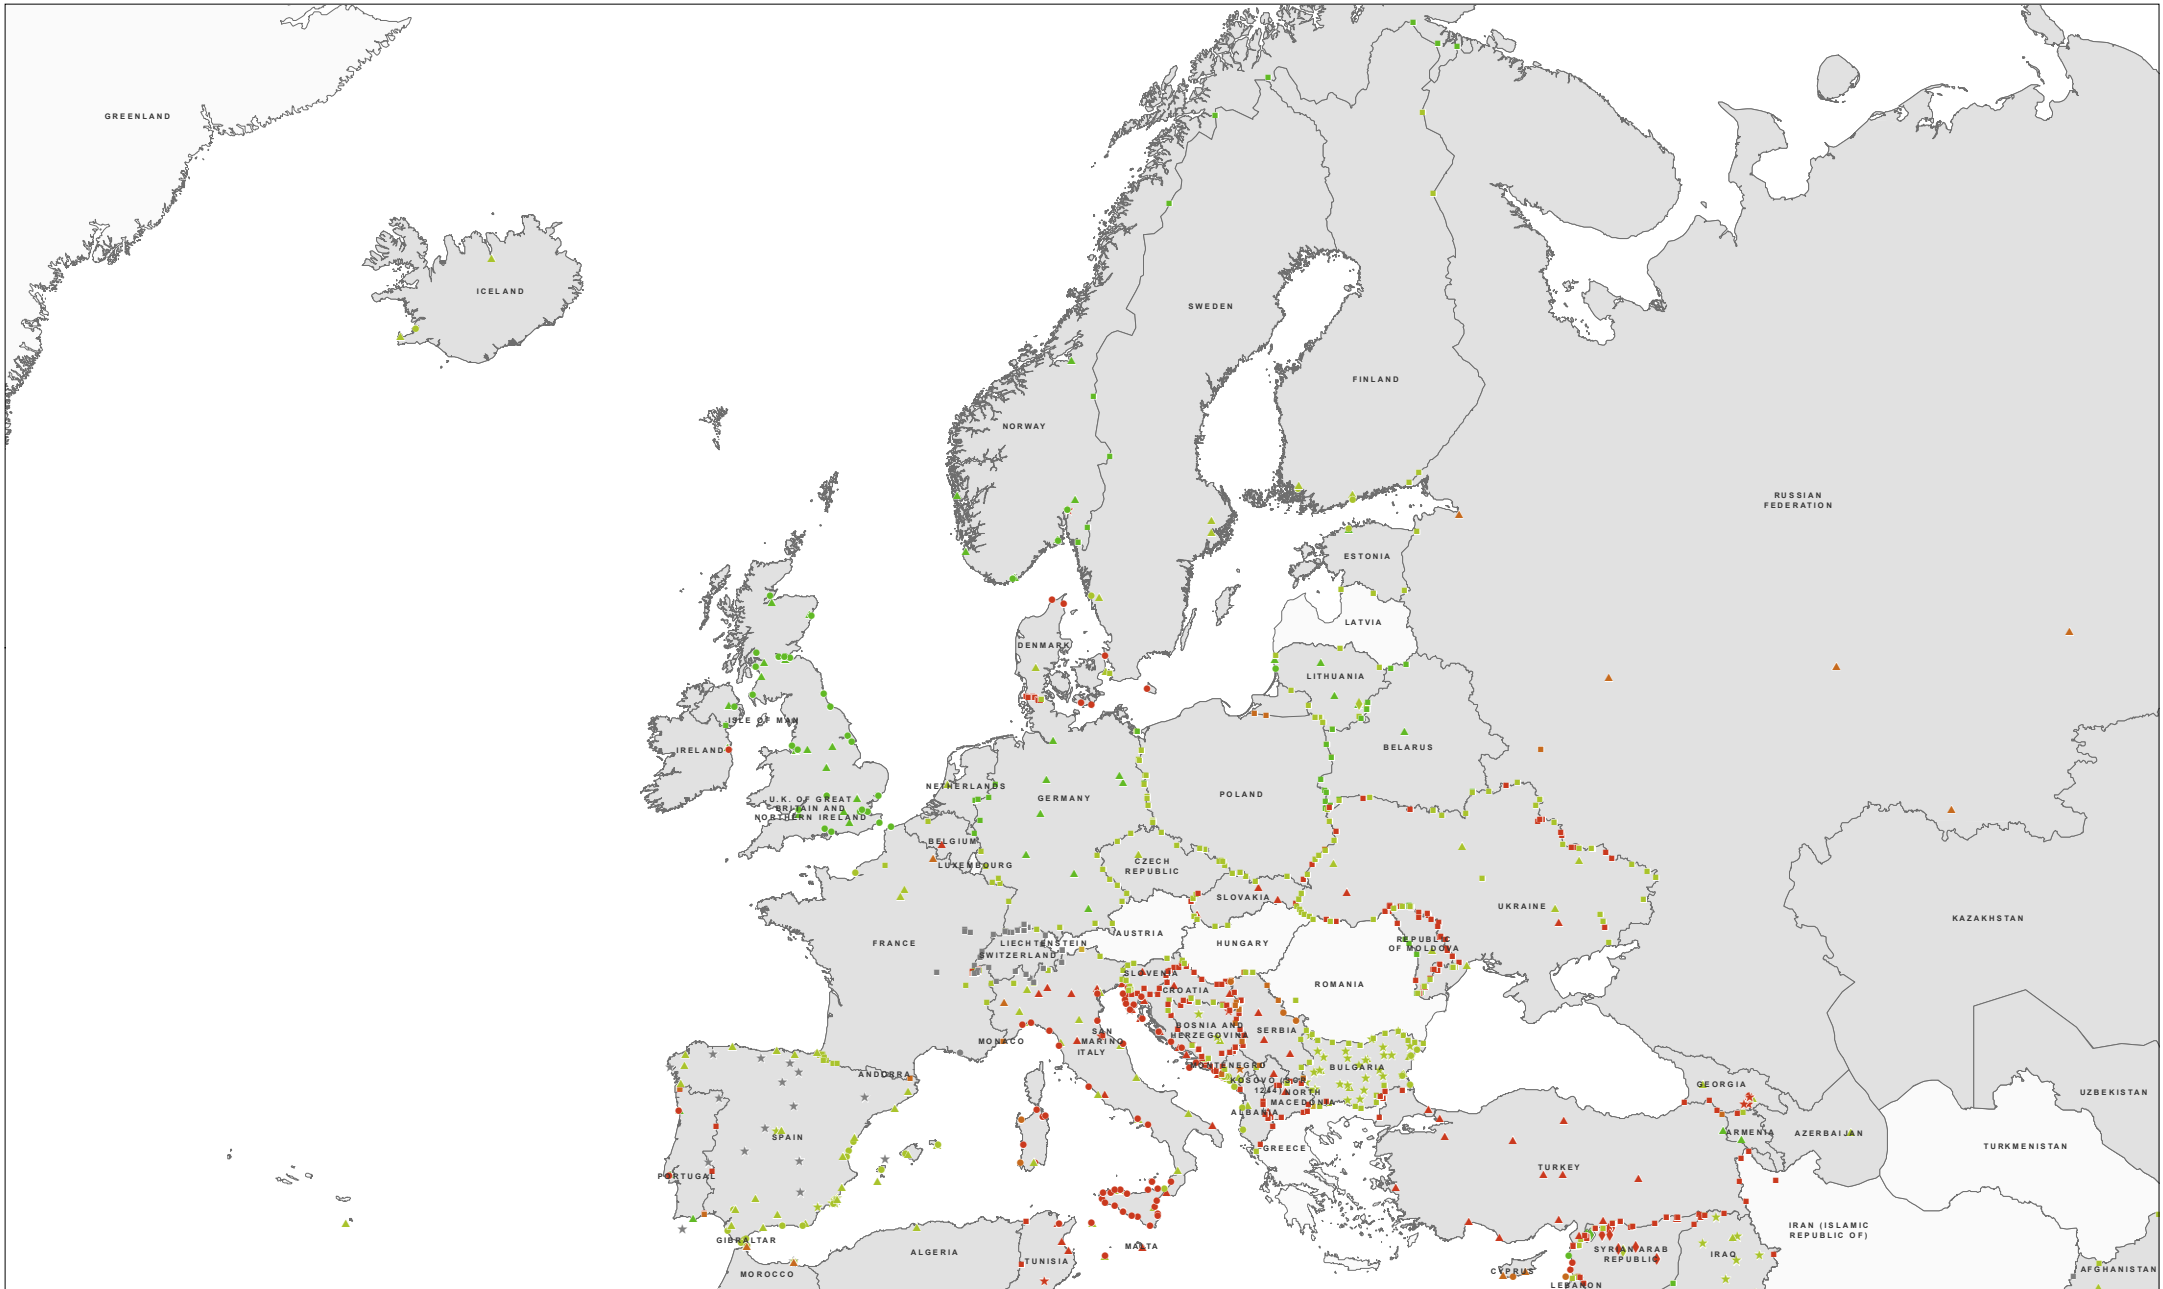 GREENLAND
ICELAND
SWEDEN
FINLAND
NORWAY
RUSSIAN
FEDERATION
ESTONIA
LATVIA
DENMARK
LITHUANIA
ISLE OF MAN
IRELAND
BELARUS
NETHERLANDS
GERMANY
POLAND
U.K. OF GREAT
BRITAIN AND
NORTHERN IRELAND
BELGIUM
LUXEMBOURG
CZECH
REPUBLIC
SLOVAKIA
UKRAINE
KAZAKHSTAN
AUSTRIA
FRANCE
LIECHTENSTEIN
SWITZERLAND
HUNGARY
REPUBLIC
OF MOLDOVA
SLOVENIA
ROMANIA
CROATIA
BOSNIA AND
HERZEGOVINA
SERBIA
SAN
MARINO
MONACO
ITALY
MONTENEGRO
BULGARIA
ANDORRA
KOSOVO (SCR
1244)
NORTH
MACEDONIA
GEORGIA
UZBEKISTAN
ALBANIA
SPAIN
ARMENIA
AZERBAIJAN
GREECE
TURKMENISTAN
PORTUGAL
TURKEY
IRAN (ISLAMIC
REPUBLIC OF)
GIBRALTAR
MALTA
ALGERIA
TUNISIA
SYRIAN ARAB
REPUBLIC
IRAQ
MOROCCO
CYPRUS
LEBANON
AFGHANISTAN